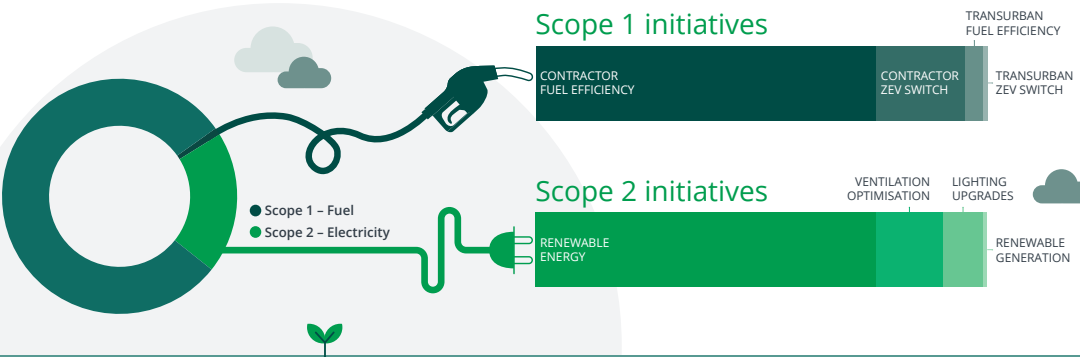 Scope 1 initiatives
TRANSURBAN
FUEL EFFICIENCY
CONTRACTOR
FUEL EFFICIENCY
CONTRACTOR
ZEV SWITCH
TRANSURBAN
ZEV SWITCH
Scope 2 initiatives
VENTILATION
OPTIMISATION
LIGHTING
UPGRADES
Scope 1 – Fuel
Scope 2 – Electricity
RENEWABLE
ENERGY
RENEWABLE
GENERATION